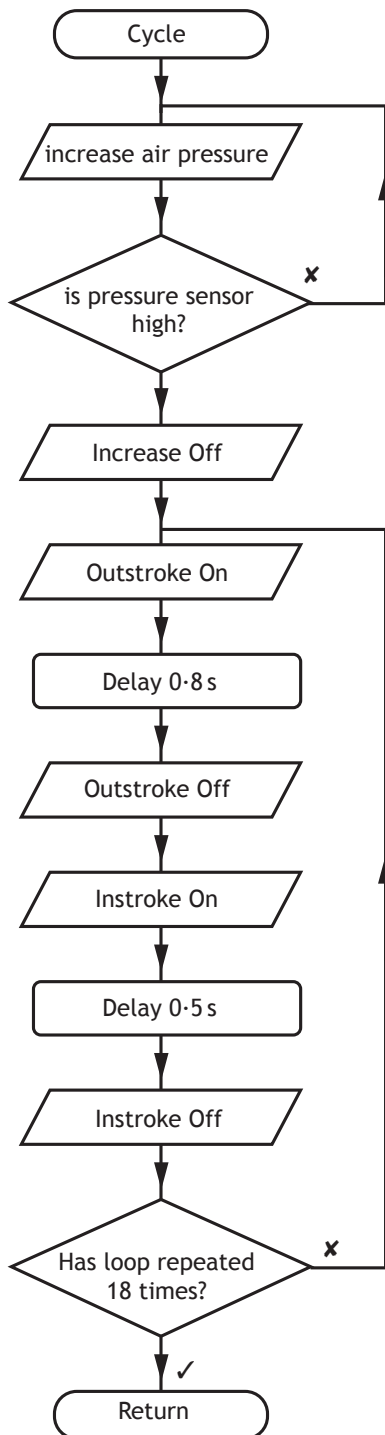 Cycle
increase air pressure
✘
is pressure sensor
high?
Increase Off
Outstroke On
Delay 0·8 s
Outstroke Off
Instroke On
Delay 0·5 s
Instroke Off
✘
Has loop repeated
18 times?
✓
Return